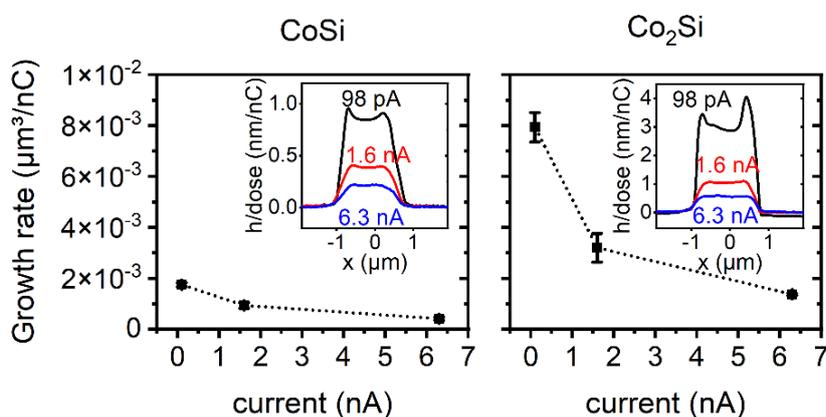 CoSi
Co₂Si
Growth rate (µm³/nC)
1×10⁻²
8×10⁻³
6×10⁻³
4×10⁻³
2×10⁻³
0
0 1 2 3 4 5 6 7
current (nA)
h/dose (nm/nC)
1.0
0.5
0.0
98 pA
1.6 nA
6.3 nA
-1 0 1
x (µm)
0 1 2 3 4 5 6 7
current (nA)
h/dose (nm/nC)
4
3
2
1
0
98 pA
1.6 nA
6.3 nA
-1 0 1
x (µm)